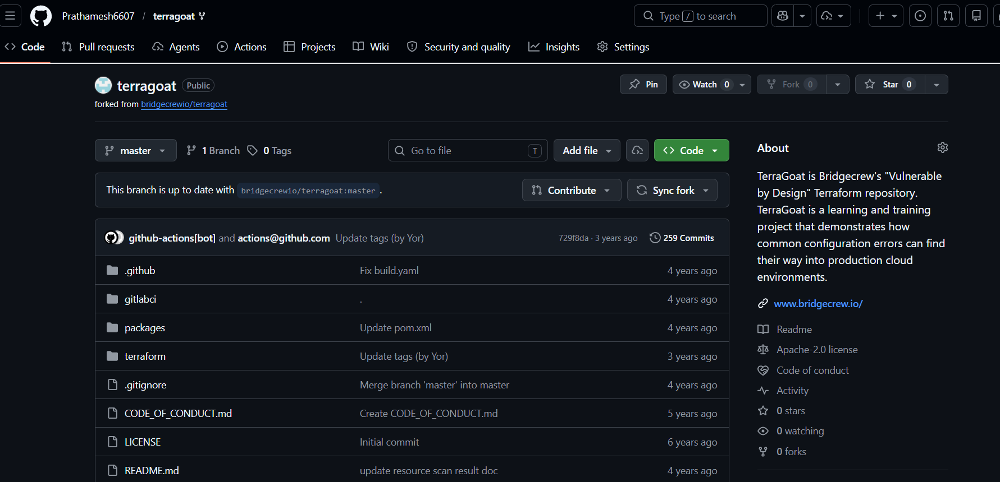 Prathamesh6607 / terragoat
Type / to search
Code Pull requests Agents Actions Projects Wiki Security and quality Insights Settings
terragoat Public
forked from bridgecrewio/terragoat
Pin Watch 0 Fork 0 Star 0
master 1 Branch 0 Tags
Go to file T
Add file Code
This branch is up to date with bridgecrewio/terragoat:master .
Contribute Sync fork
github-actions[bot] and actions@github.com Update tags (by Yor) 729f8da · 3 years ago 259 Commits
.github Fix build.yaml 4 years ago
gitlabci . 4 years ago
packages Update pom.xml 4 years ago
terraform Update tags (by Yor) 3 years ago
.gitignore Merge branch 'master' into master 4 years ago
CODE_OF_CONDUCT.md Create CODE_OF_CONDUCT.md 5 years ago
LICENSE Initial commit 6 years ago
README.md update resource scan result doc 4 years ago
About
TerraGoat is Bridgecrew's "Vulnerable
by Design" Terraform repository.
TerraGoat is a learning and training
project that demonstrates how
common configuration errors can find
their way into production cloud
environments.
www.bridgecrew.io/
Readme
Apache-2.0 license
Code of conduct
Activity
0 stars
0 watching
0 forks